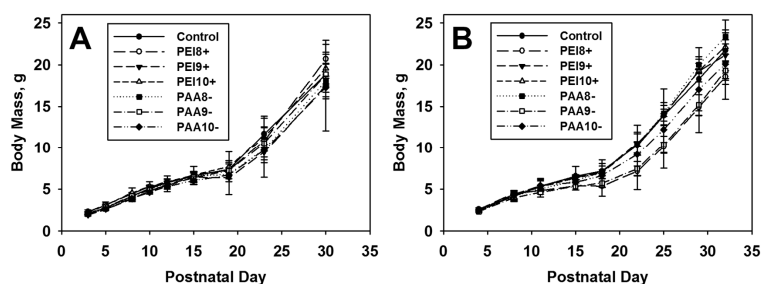 A
Control
PEI8+
PEI9+
PEI10+
PAA8-
PAA9-
PAA10-
Body Mass, g
25
20
15
10
5
0
0 5 10 15 20 25 30 35
Postnatal Day
B
Control
PEI8+
PEI9+
PEI10+
PAA8-
PAA9-
PAA10-
Body Mass, g
25
20
15
10
5
0
0 5 10 15 20 25 30 35
Postnatal Day